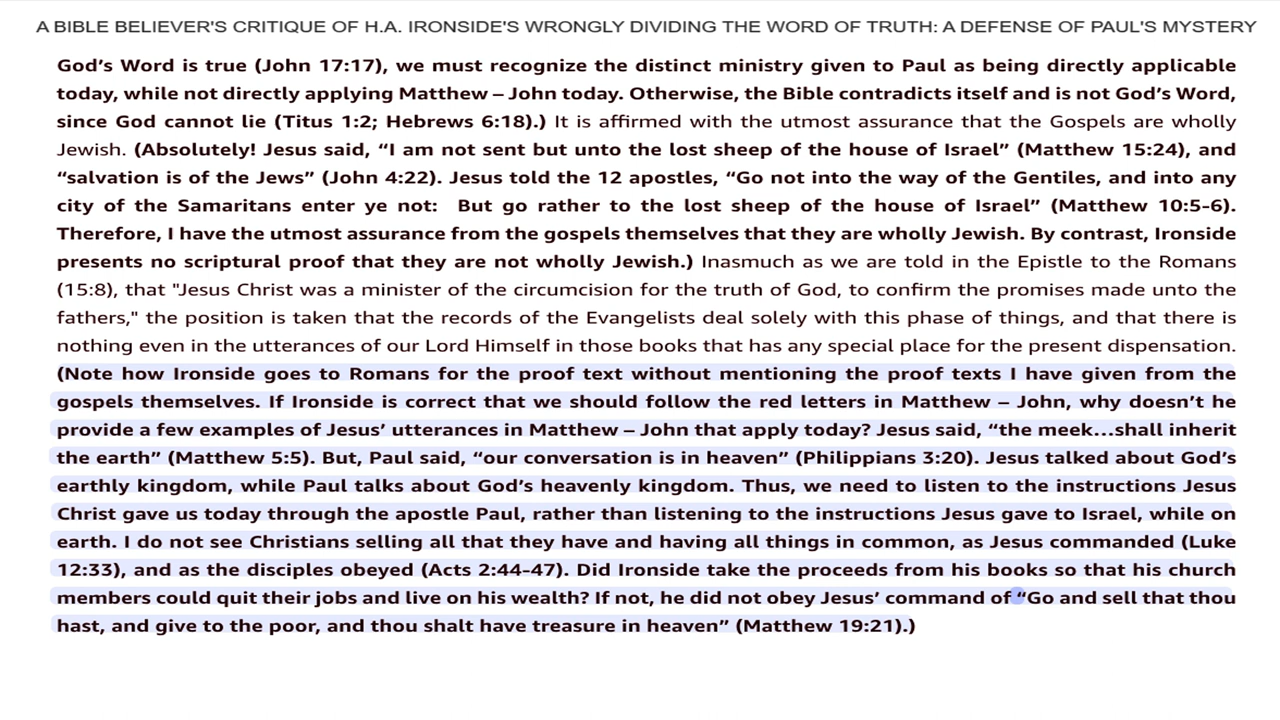 A BIBLE BELIEVER'S CRITIQUE OF H.A. IRONSIDE'S WRONGLY DIVIDING THE WORD OF TRUTH: A DEFENSE OF PAUL'S MYSTERY
God’s Word is true (John 17:17), we must recognize the distinct ministry given to Paul as being directly applicable
today, while not directly applying Matthew – John today. Otherwise, the Bible contradicts itself and is not God’s Word,
since God cannot lie (Titus 1:2; Hebrews 6:18).) It is affirmed with the utmost assurance that the Gospels are wholly
Jewish. (Absolutely! Jesus said, “I am not sent but unto the lost sheep of the house of Israel” (Matthew 15:24), and
“salvation is of the Jews” (John 4:22). Jesus told the 12 apostles, “Go not into the way of the Gentiles, and into any
city of the Samaritans enter ye not:  But go rather to the lost sheep of the house of Israel” (Matthew 10:5-6).
Therefore, I have the utmost assurance from the gospels themselves that they are wholly Jewish. By contrast, Ironside
presents no scriptural proof that they are not wholly Jewish.) Inasmuch as we are told in the Epistle to the Romans
(15:8), that "Jesus Christ was a minister of the circumcision for the truth of God, to confirm the promises made unto the
fathers," the position is taken that the records of the Evangelists deal solely with this phase of things, and that there is
nothing even in the utterances of our Lord Himself in those books that has any special place for the present dispensation.
(Note how Ironside goes to Romans for the proof text without mentioning the proof texts I have given from the
gospels themselves. If Ironside is correct that we should follow the red letters in Matthew – John, why doesn’t he
provide a few examples of Jesus’ utterances in Matthew – John that apply today? Jesus said, “the meek…shall inherit
the earth” (Matthew 5:5). But, Paul said, “our conversation is in heaven” (Philippians 3:20). Jesus talked about God’s
earthly kingdom, while Paul talks about God’s heavenly kingdom. Thus, we need to listen to the instructions Jesus
Christ gave us today through the apostle Paul, rather than listening to the instructions Jesus gave to Israel, while on
earth. I do not see Christians selling all that they have and having all things in common, as Jesus commanded (Luke
12:33), and as the disciples obeyed (Acts 2:44-47). Did Ironside take the proceeds from his books so that his church
members could quit their jobs and live on his wealth? If not, he did not obey Jesus’ command of “Go and sell that thou
hast, and give to the poor, and thou shalt have treasure in heaven” (Matthew 19:21).)